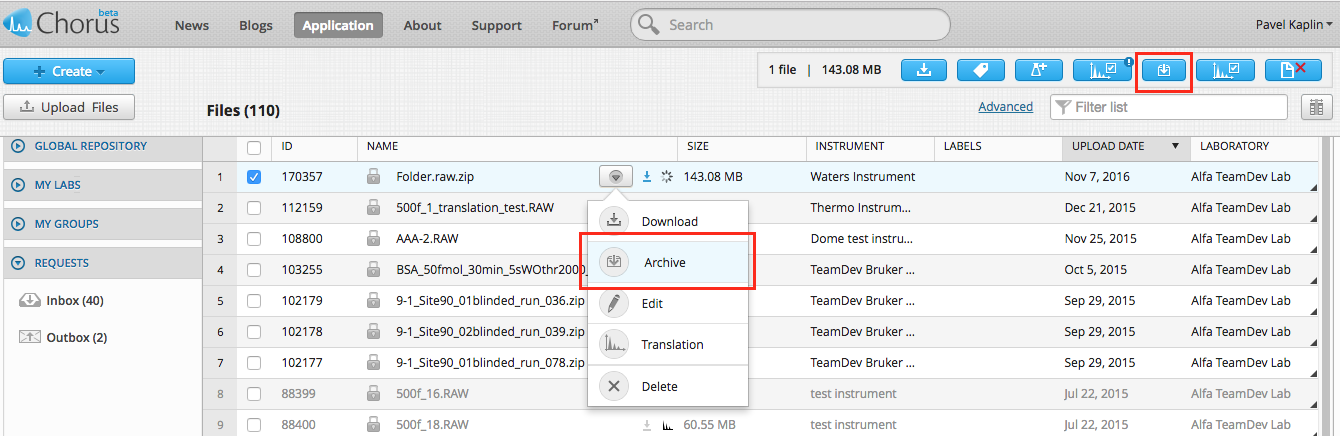 beta
Chorus News Blogs Application About Support Forum Search Pavel Kaplin
+ Create 1 file | 143.08 MB
Upload Files Files (110) Advanced Filter list
GLOBAL REPOSITORY ID NAME SIZE INSTRUMENT LABELS UPLOAD DATE LABORATORY
MY LABS 1 170357 Folder.raw.zip 143.08 MB Waters Instrument Nov 7, 2016 Alfa TeamDev Lab
2 112159 500f_1_translation_test.RAW Thermo Instrum... Dec 21, 2015 Alfa TeamDev Lab
MY GROUPS 3 108800 AAA-2.RAW Dome test instru... Nov 25, 2015 Alfa TeamDev Lab
REQUESTS 4 103255 BSA_50fmol_30min_5sWOthr2000_ TeamDev Bruker ... Oct 5, 2015 Alfa TeamDev Lab
Inbox (40) 5 102179 9-1_Site90_01blinded_run_036.zip TeamDev Bruker ... Sep 29, 2015 Alfa TeamDev Lab
Outbox (2) 6 102178 9-1_Site90_02blinded_run_039.zip TeamDev Bruker ... Sep 29, 2015 Alfa TeamDev Lab
7 102177 9-1_Site90_01blinded_run_078.zip TeamDev Bruker ... Sep 29, 2015 Alfa TeamDev Lab
8 88399 500f_16.RAW test instrument Jul 22, 2015 Alfa TeamDev Lab
9 88400 500f_18.RAW 60.55 MB test instrument Jul 22, 2015 Alfa TeamDev Lab
Download
Archive
Edit
Translation
Delete